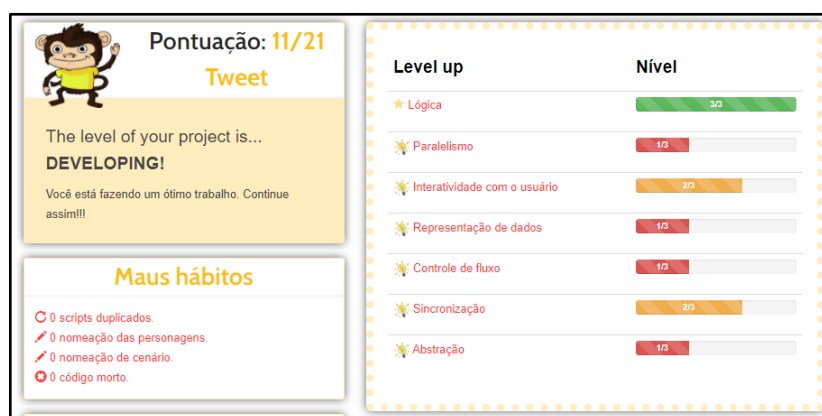 Pontuação: 11/21
Tweet
The level of your project is...
DEVELOPING!
Você está fazendo um ótimo trabalho. Continue
assim!!!
Maus hábitos
0 scripts duplicados.
0 nomeação das personagens.
0 nomeação de cenário.
0 código morto.
Level up Nível
Lógica 3/3
Paralelismo 1/3
Interatividade com o usuário 2/3
Representação de dados 1/3
Controle de fluxo 1/3
Sincronização 2/3
Abstração 1/3